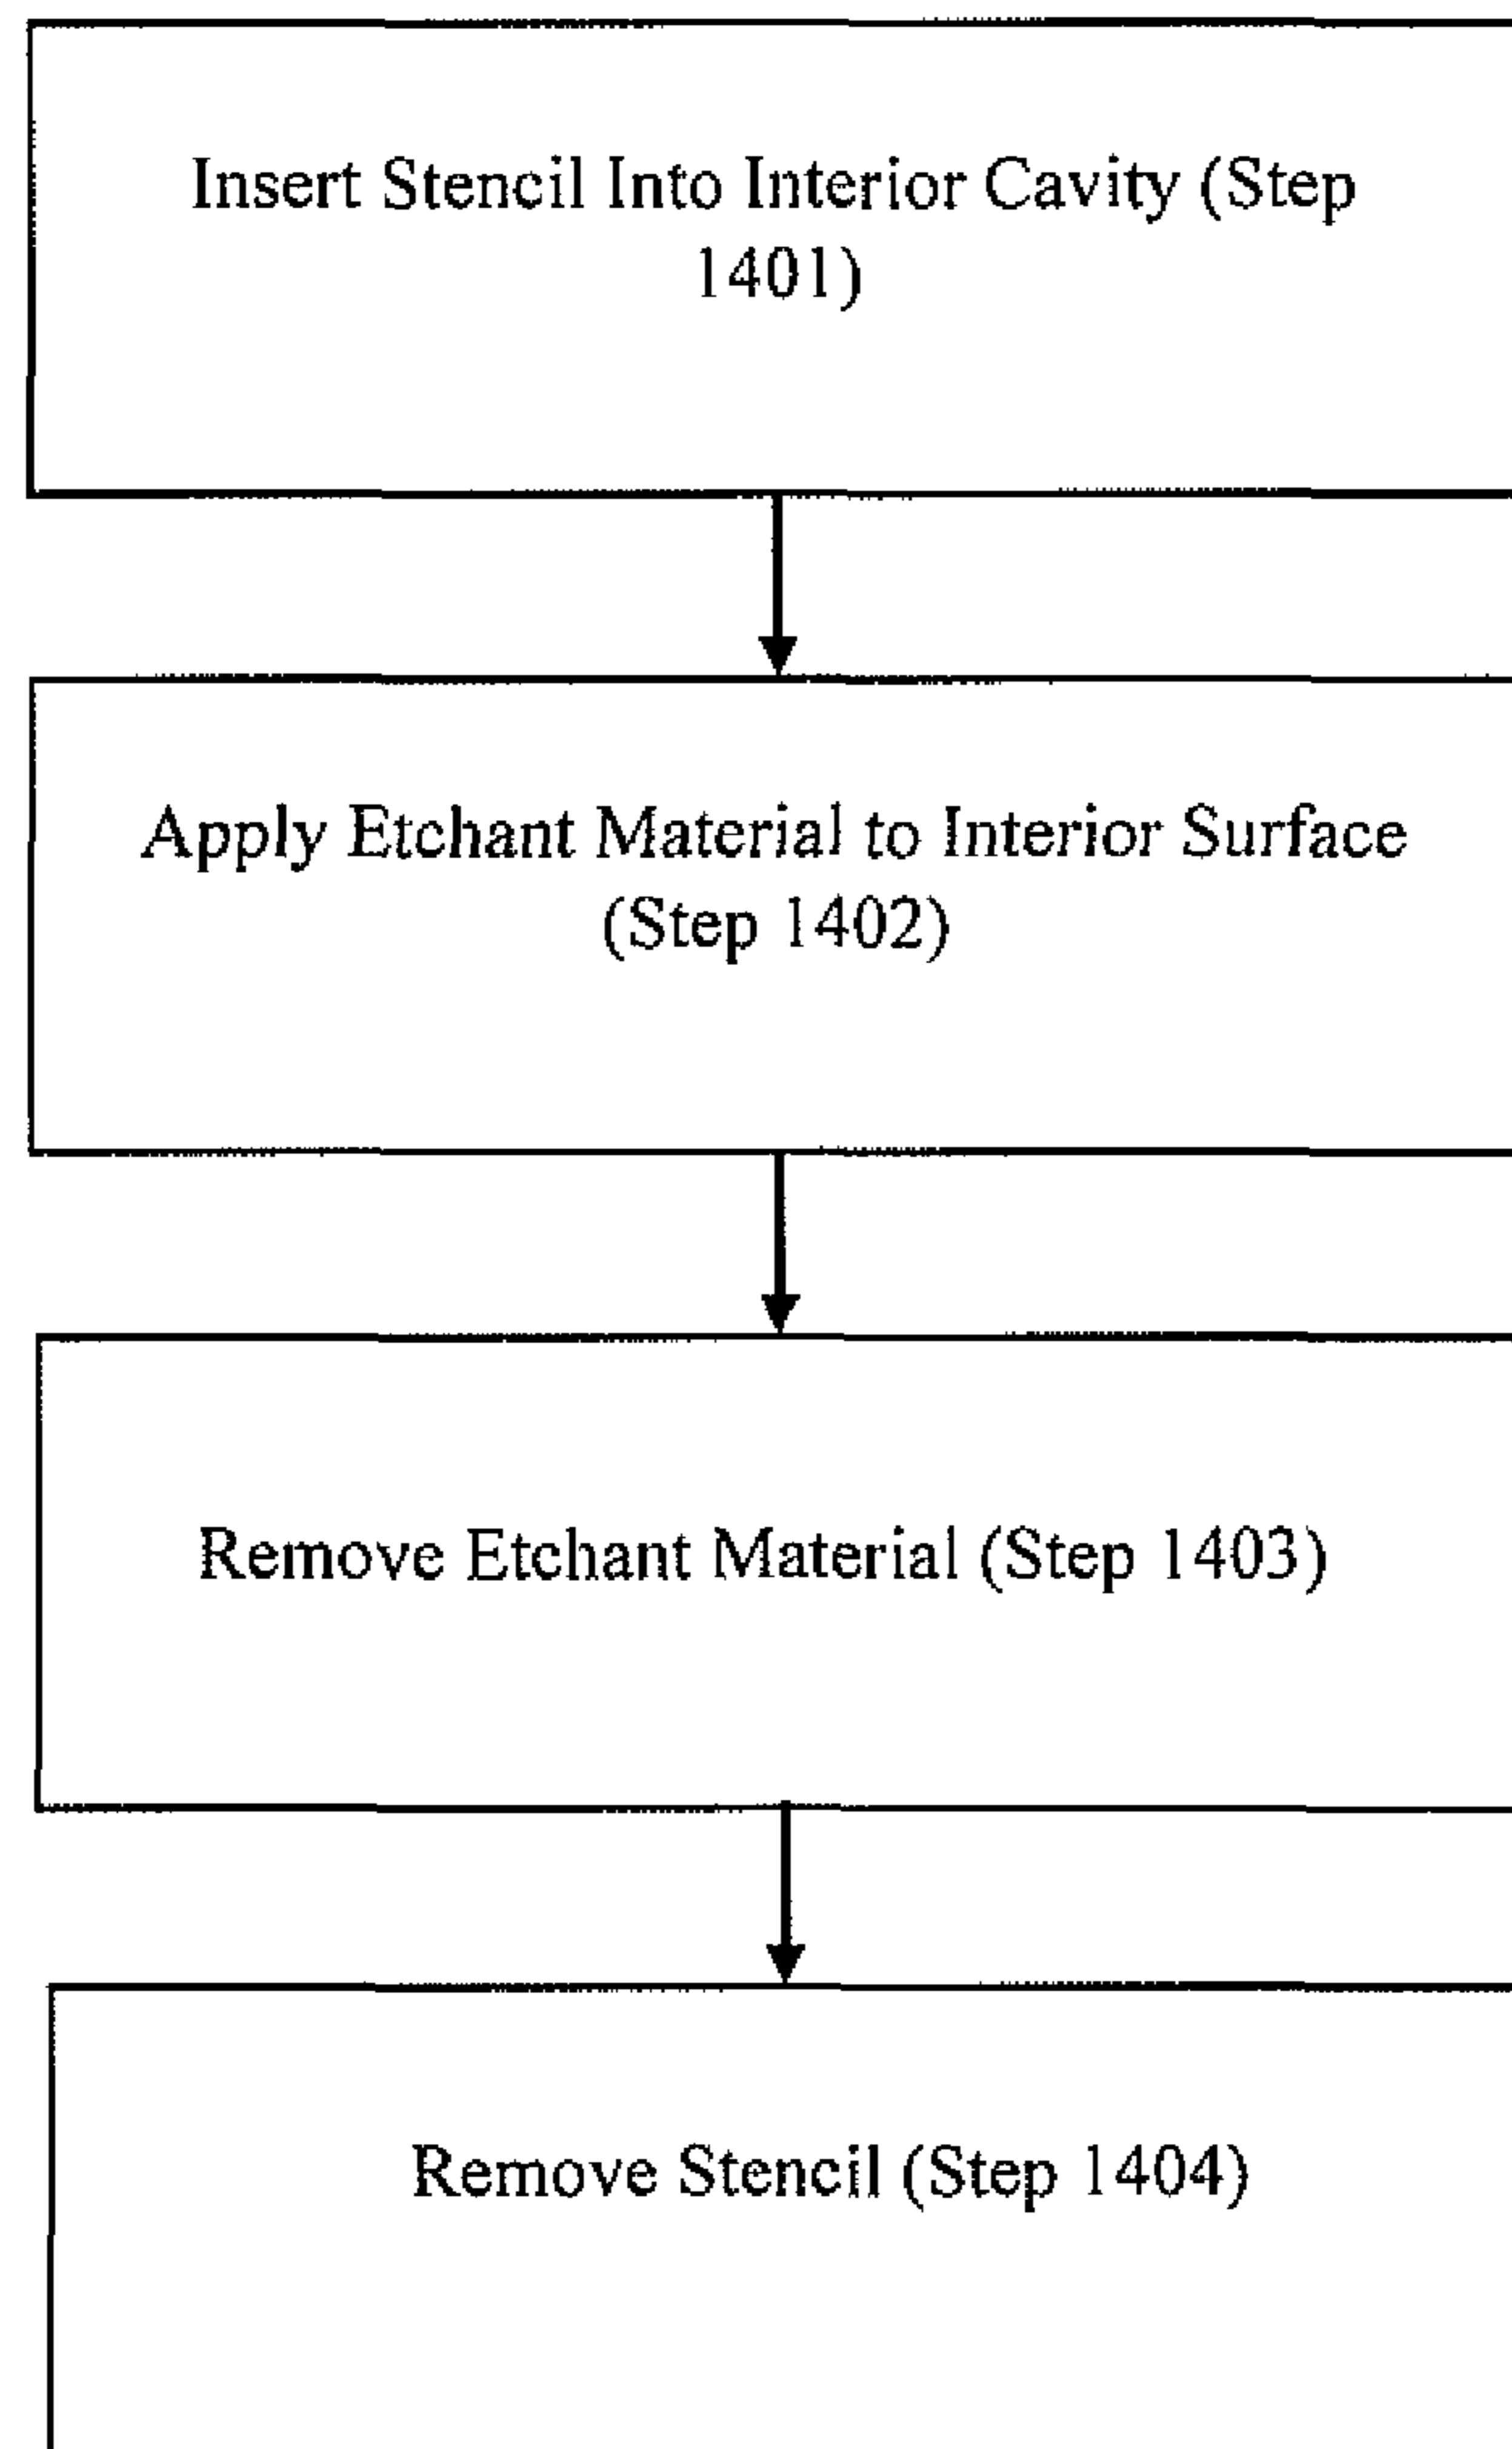 Insert Stencil Into Interior Cavity (Step
1401)
Apply Etchant Material to Interior Surface
(Step 1402)
Remove Etchant Material (Step 1403)
Remove Stencil (Step 1404)